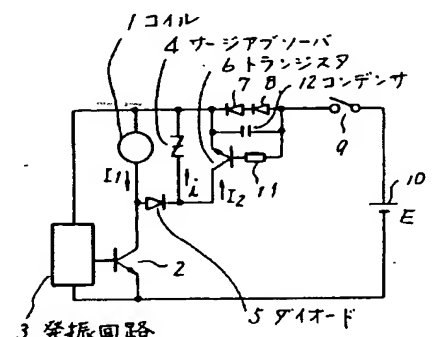 1 コイル
4 サージアブソーバ
6 トランジスタ
7 8 12 コンデンサ
9
10
E
I1
i
I2
11
2
5 ダイオード
3 発振回路